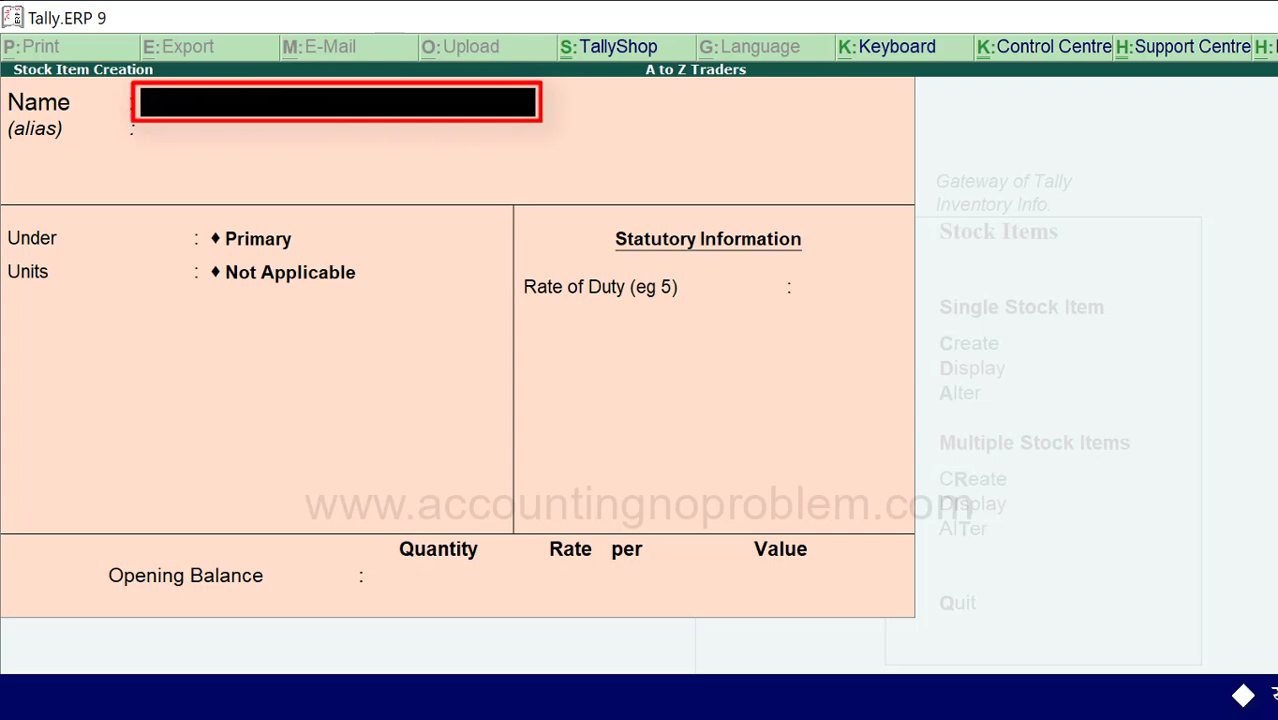 Tally.ERP 9
P:Print E:Export M:E-Mail O:Upload S:TallyShop G:Language K:Keyboard K:Control Centre H:Support Centre H:
Stock Item Creation A to Z Traders
Name :
(alias) :
Gateway of Tally
Inventory Info.
Stock Items
Under : ♦ Primary
Units : ♦ Not Applicable
Statutory Information
Rate of Duty (eg 5) :
Single Stock Item
Create
Display
Alter
Multiple Stock Items
CReate
DIsplay
AlTer
Quit
www.accountingnoproblem.com
Quantity Rate per Value
Opening Balance :